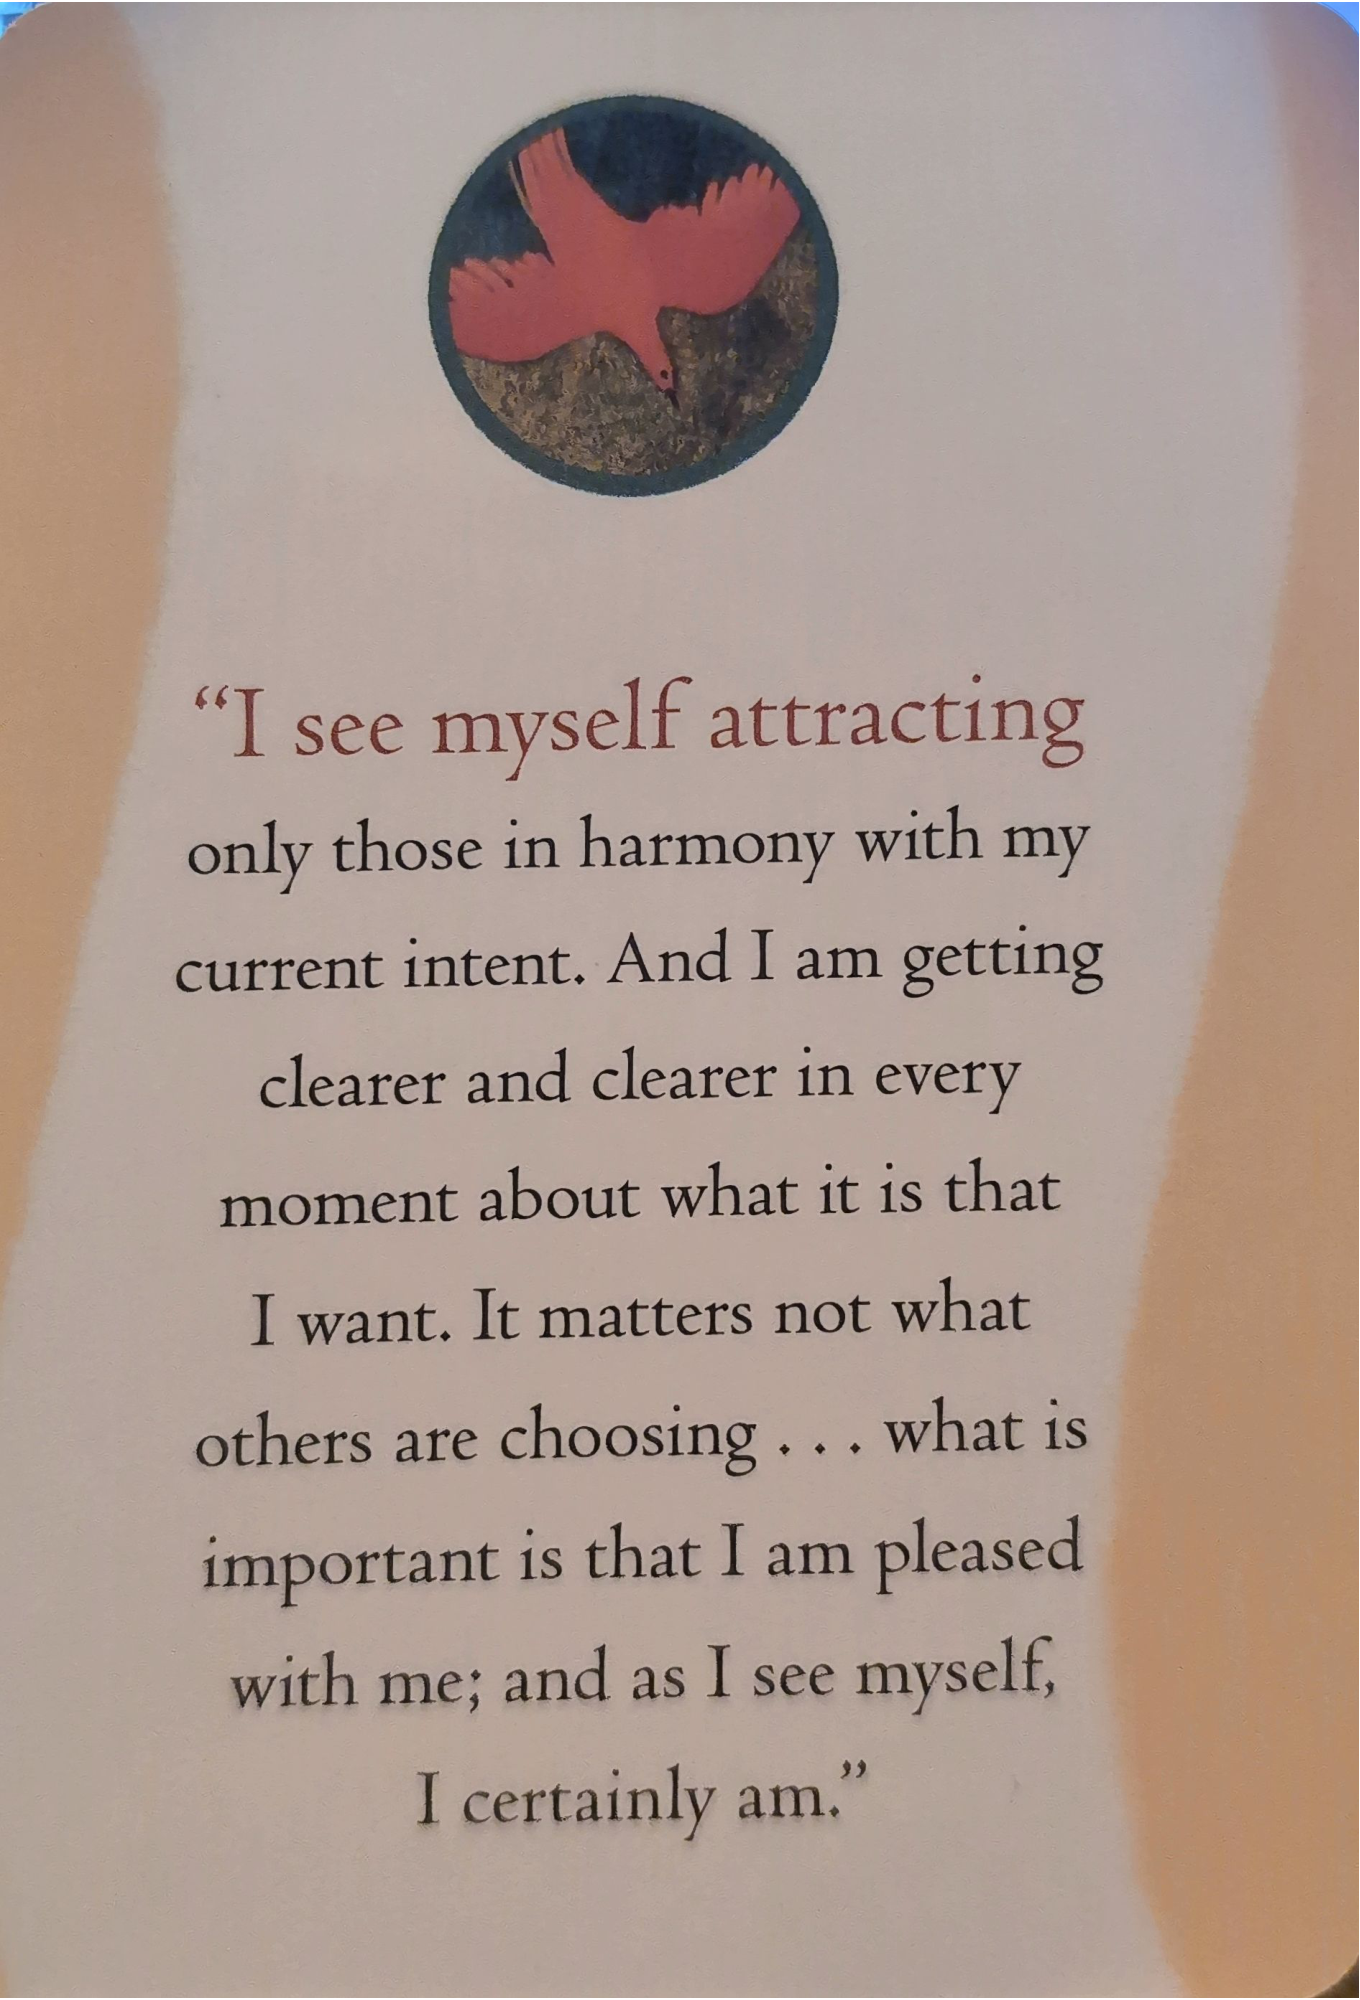 “I see myself attracting
only those in harmony with my
current intent. And I am getting
clearer and clearer in every
moment about what it is that
I want. It matters not what
others are choosing . . . what is
important is that I am pleased
with me; and as I see myself,
I certainly am.”